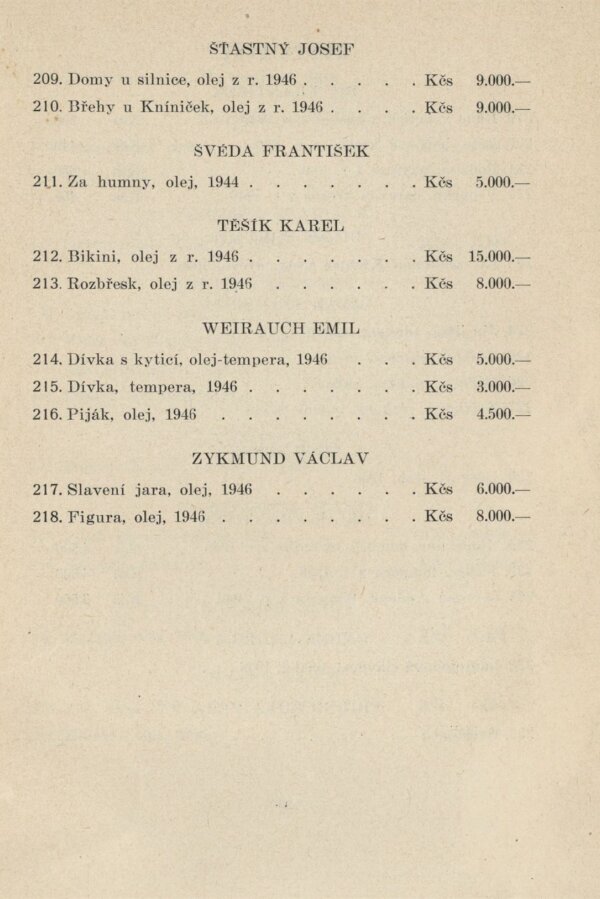 ŠŤASTNÝ JOSEF
209. Domy u silnice, olej z r. 1946 . . . . . Kčs 9.000.—
210. Břehy u Kníniček, olej z r. 1946 . . . . Kčs 9.000.—
ŠVÉDA FRANTIŠEK
211. Za humny, olej, 1944 . . . . . . . Kčs 5.000.—
TĚŠÍK KAREL
212. Bikini, olej z r. 1946 . . . . . . . Kčs 15.000.—
213. Rozbřesk, olej z r. 1946 . . . . . . Kčs 8.000.—
WEIRAUCH EMIL
214. Dívka s kyticí, olej-tempera, 1946 . . . Kčs 5.000.—
215. Dívka, tempera, 1946 . . . . . . . Kčs 3.000.—
216. Piják, olej, 1946 . . . . . . . . Kčs 4.500.—
ZYKMUND VÁCLAV
217. Slavení jara, olej, 1946 . . . . . . Kčs 6.000.—
218. Figura, olej, 1946 . . . . . . . . Kčs 8.000.—